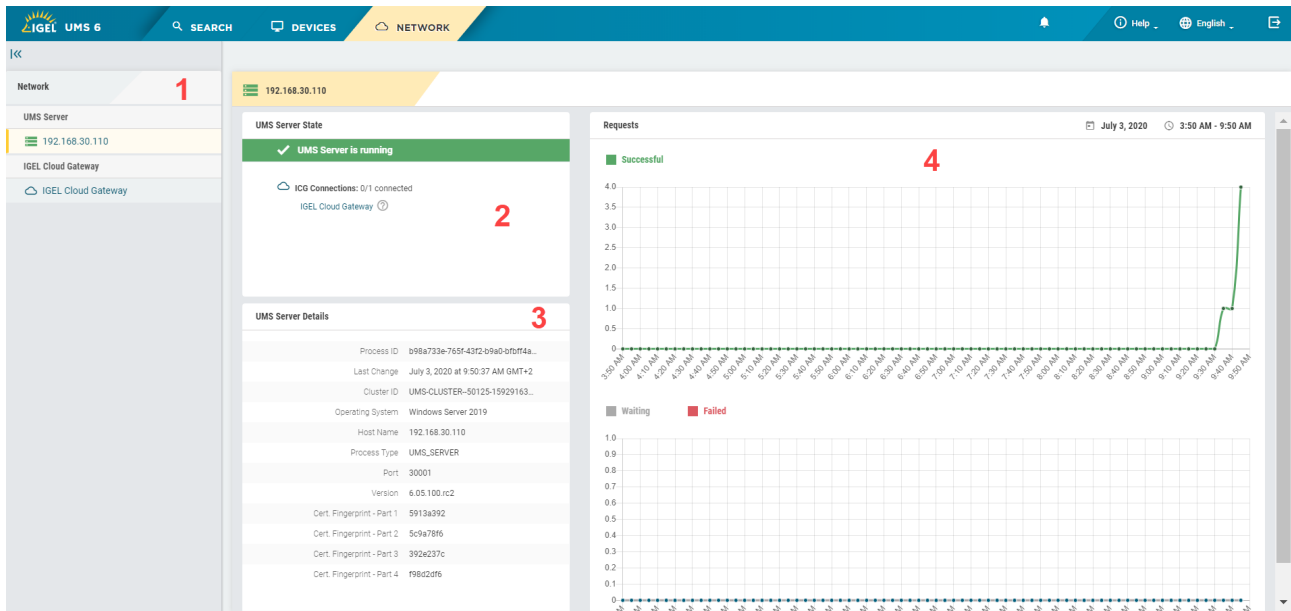 IGEL UMS 6
SEARCH
DEVICES
NETWORK
Help
English
Network
1
UMS Server
192.168.30.110
IGEL Cloud Gateway
IGEL Cloud Gateway
192.168.30.110
UMS Server State
UMS Server is running
ICG Connections: 0/1 connected
IGEL Cloud Gateway
2
UMS Server Details
3
Process ID b98a733e-765f-43f2-b9a0-bfbff4a...
Last Change July 3, 2020 at 9:50:37 AM GMT+2
Cluster ID UMS-CLUSTER--50125-15929163...
Operating System Windows Server 2019
Host Name 192.168.30.110
Process Type UMS_SERVER
Port 30001
Version 6.05.100.rc2
Cert. Fingerprint - Part 1 5913a392
Cert. Fingerprint - Part 2 5c9a78f6
Cert. Fingerprint - Part 3 392e237c
Cert. Fingerprint - Part 4 f98d2df6
Requests July 3, 2020 3:50 AM - 9:50 AM
Successful
4
4.0
3.5
3.0
2.5
2.0
1.5
1.0
0.5
0
3:50 AM 4:00 AM 4:10 AM 4:20 AM 4:30 AM 4:40 AM 4:50 AM 5:00 AM 5:10 AM 5:20 AM 5:30 AM 5:40 AM 5:50 AM 6:00 AM 6:10 AM 6:20 AM 6:30 AM 6:40 AM 6:50 AM 7:00 AM 7:10 AM 7:20 AM 7:30 AM 7:40 AM 7:50 AM 8:00 AM 8:10 AM 8:20 AM 8:30 AM 8:40 AM 8:50 AM 9:00 AM 9:10 AM 9:20 AM 9:30 AM 9:40 AM 9:50 AM
Waiting Failed
1.0
0.9
0.8
0.7
0.6
0.5
0.4
0.3
0.2
0.1
0